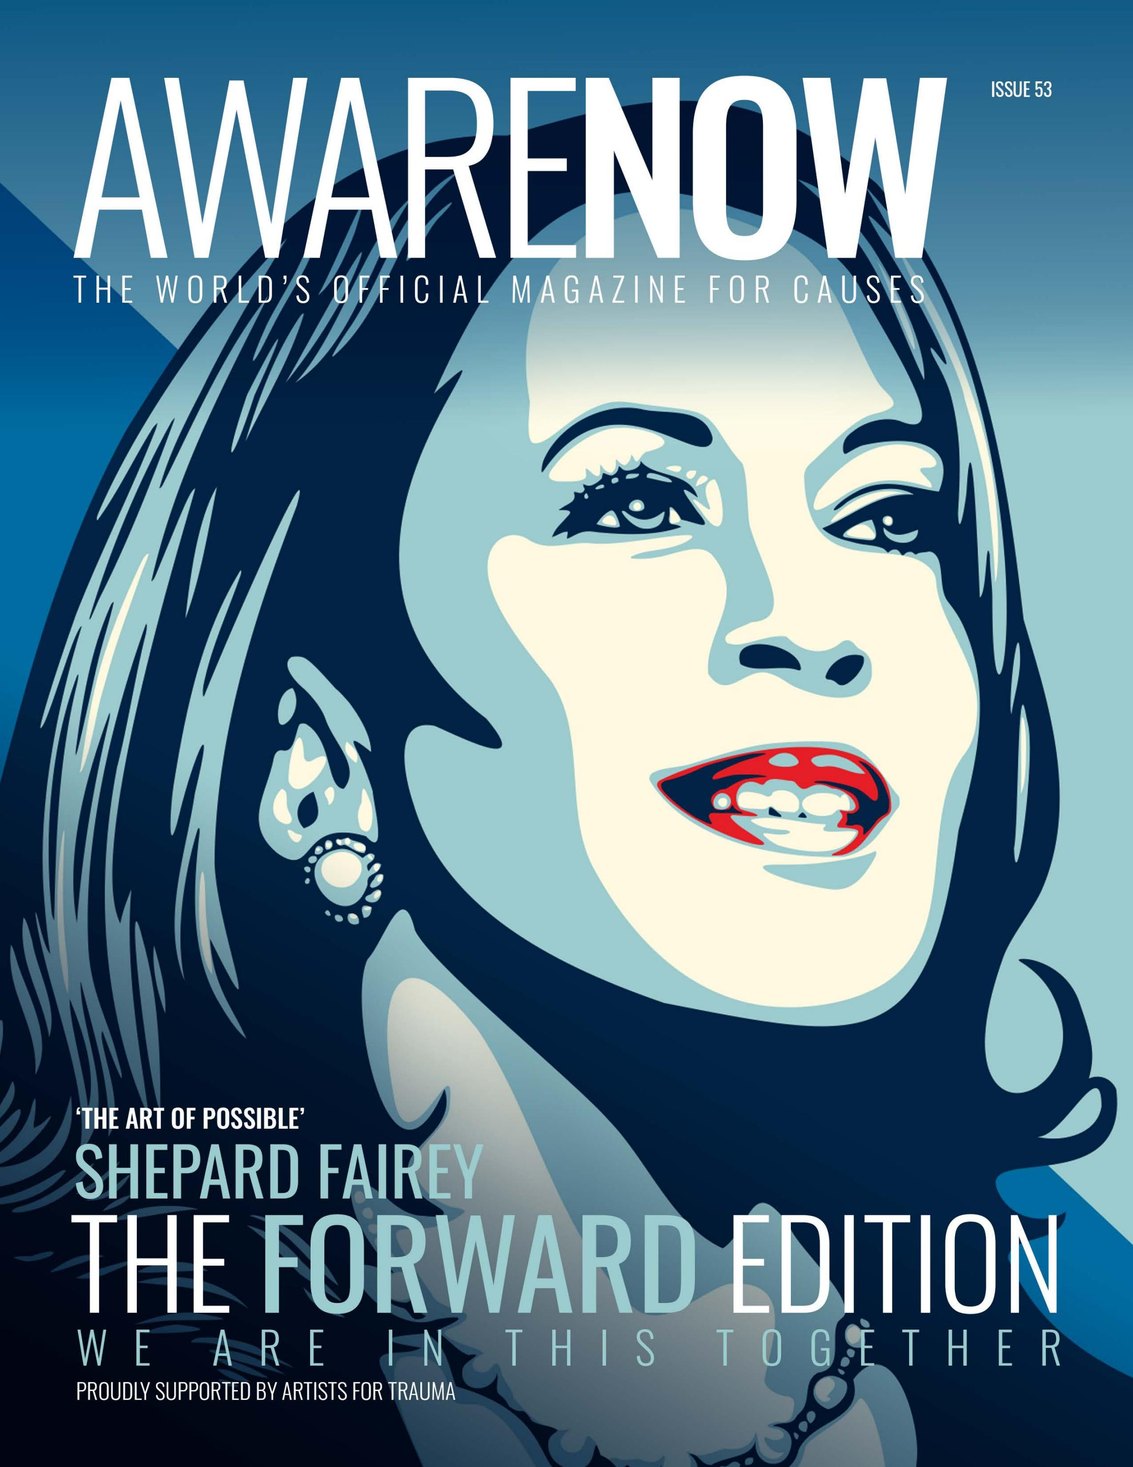 AWARENOW
ISSUE 53
THE WORLD'S OFFICIAL MAGAZINE FOR CAUSES
‘THE ART OF POSSIBLE’
SHEPARD FAIREY
THE FORWARD EDITION
WE ARE IN THIS TOGETHER
PROUDLY SUPPORTED BY ARTISTS FOR TRAUMA